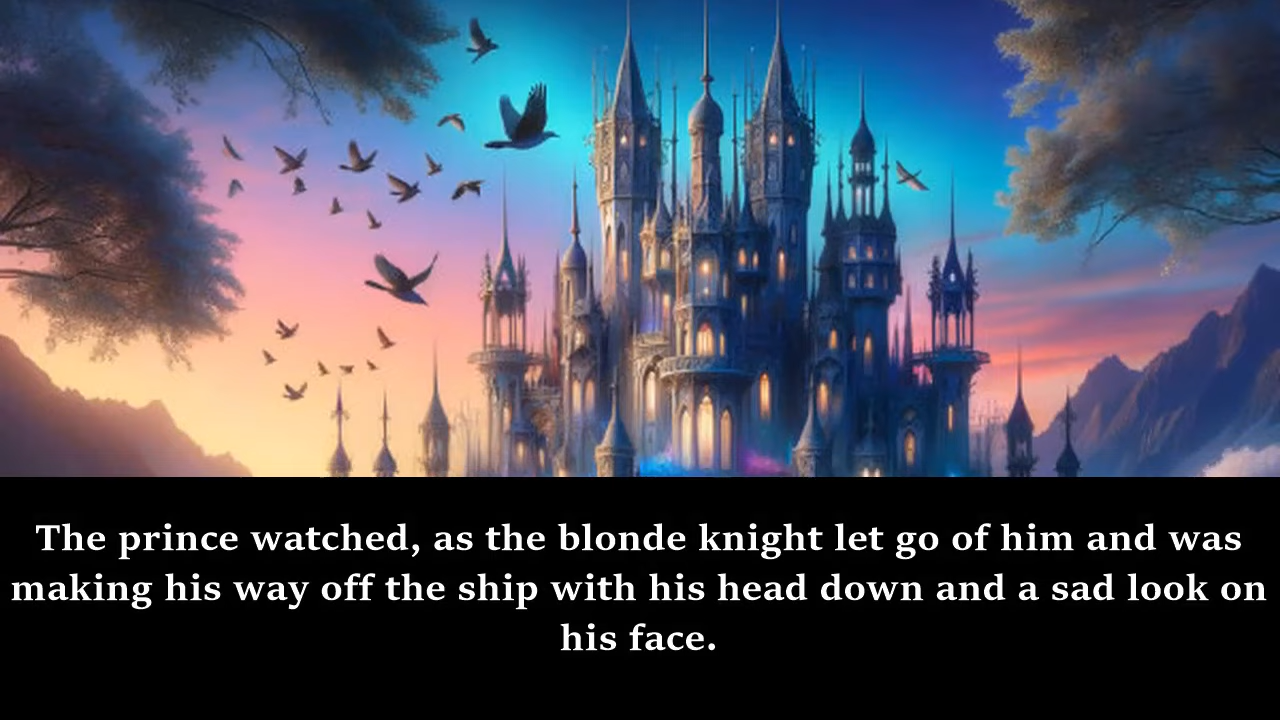 The prince watched, as the blonde knight let go of him and was
making his way off the ship with his head down and a sad look on
his face.